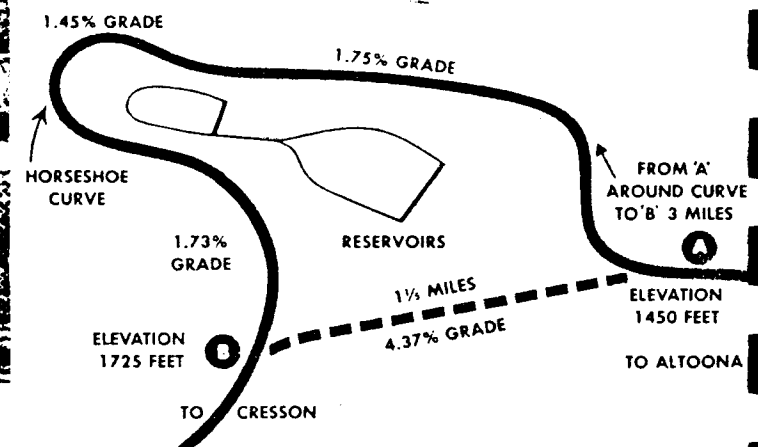 1.45% GRADE
1.75% GRADE
HORSESHOE
CURVE
FROM 'A'
AROUND CURVE
TO 'B' 3 MILES
A
RESERVOIRS
1.73%
GRADE
1⅕ MILES
4.37% GRADE
ELEVATION
1450 FEET
ELEVATION
1725 FEET
B
TO ALTOONA
TO CRESSON